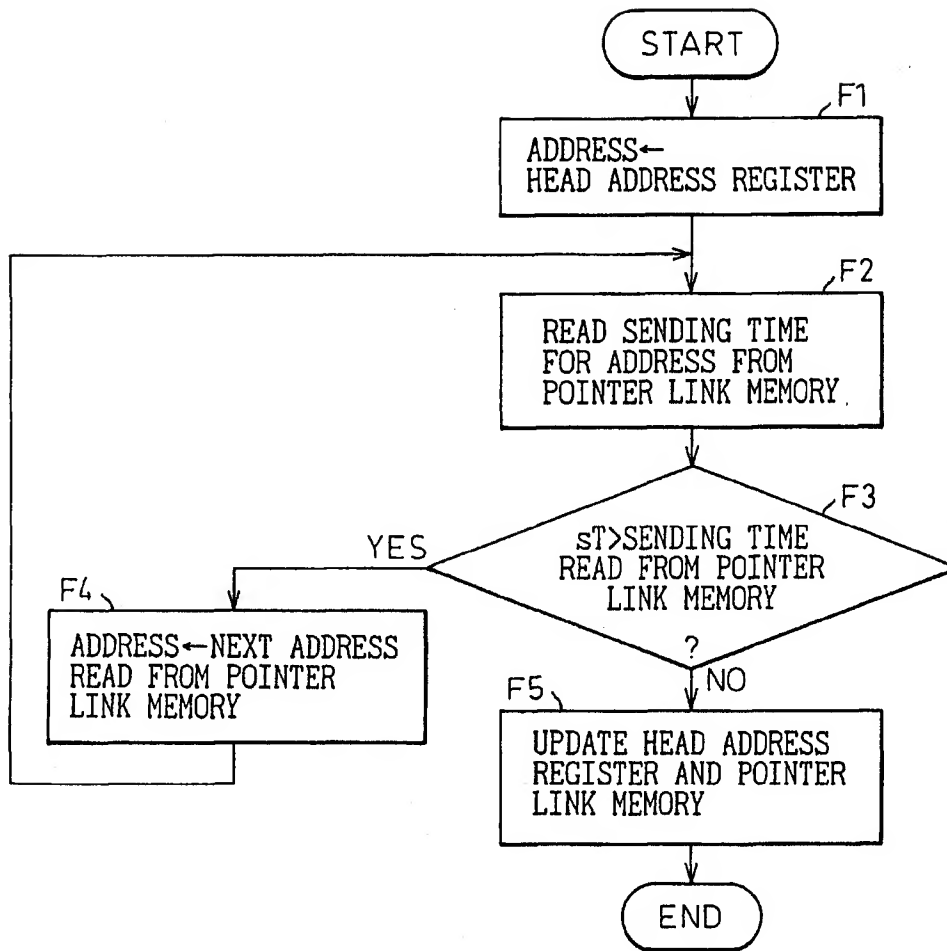 START
F1
ADDRESS←
HEAD ADDRESS REGISTER
F2
READ SENDING TIME
FOR ADDRESS FROM
POINTER LINK MEMORY
F3
sT>SENDING TIME
READ FROM POINTER
LINK MEMORY
?
YES
NO
F4
ADDRESS←NEXT ADDRESS
READ FROM POINTER
LINK MEMORY
F5
UPDATE HEAD ADDRESS
REGISTER AND POINTER
LINK MEMORY
END